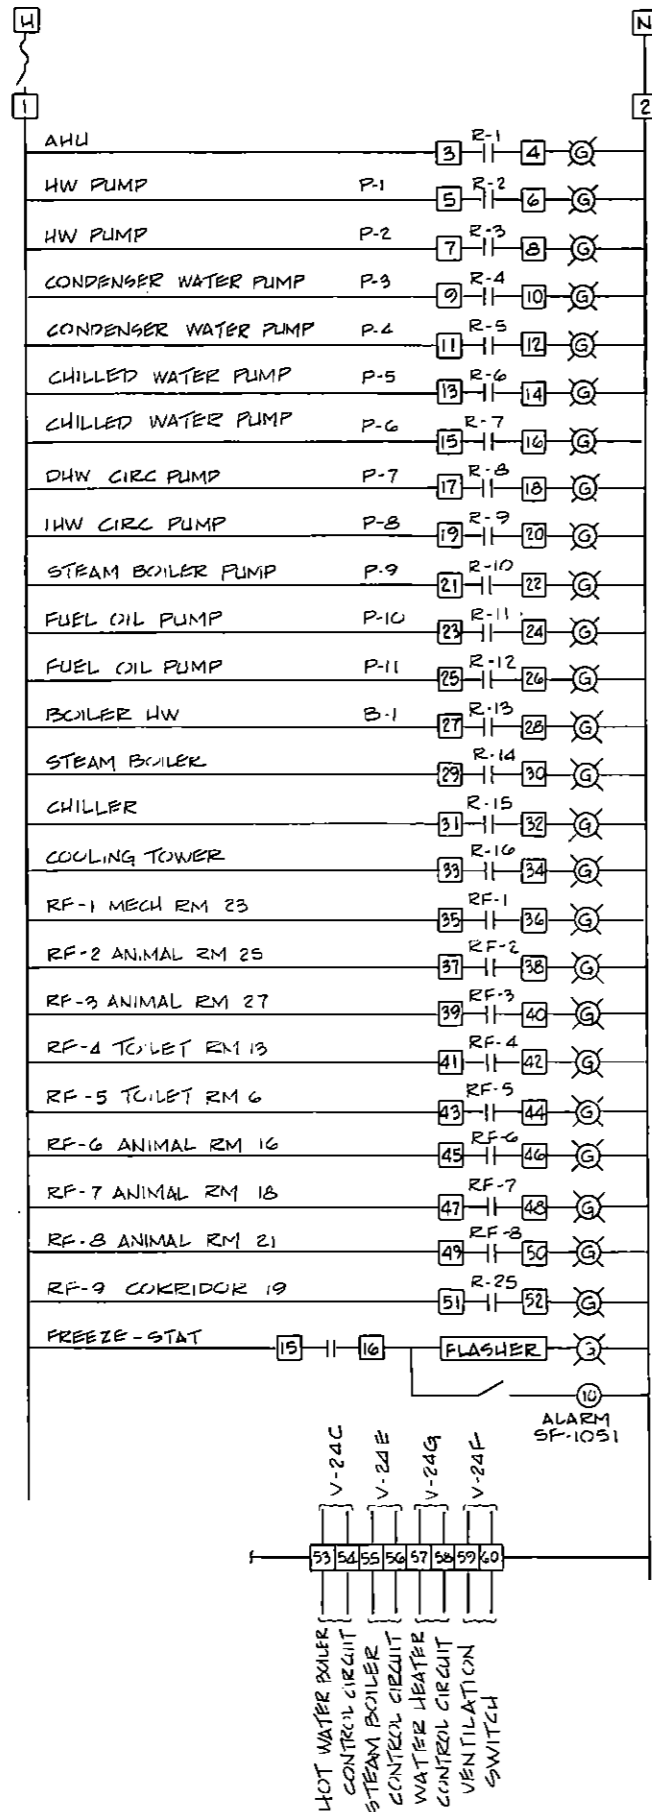 H N
1 2
AHU 3 R-1 4 G
HW PUMP P-1 5 R-2 6 G
HW PUMP P-2 7 R-3 8 G
CONDENSER WATER PUMP P-3 9 R-4 10 G
CONDENSER WATER PUMP P-4 11 R-5 12 G
CHILLED WATER PUMP P-5 13 R-6 14 G
CHILLED WATER PUMP P-6 15 R-7 16 G
DHW CIRC PUMP P-7 17 R-8 18 G
IHW CIRC PUMP P-8 19 R-9 20 G
STEAM BOILER PUMP P-9 21 R-10 22 G
FUEL OIL PUMP P-10 23 R-11 24 G
FUEL OIL PUMP P-11 25 R-12 26 G
BOILER HW B-1 27 R-13 28 G
STEAM BOILER 29 R-14 30 G
CHILLER 31 R-15 32 G
COOLING TOWER 33 R-16 34 G
RF-1 MECH RM 23 35 RF-1 36 G
RF-2 ANIMAL RM 25 37 RF-2 38 G
RF-3 ANIMAL RM 27 39 RF-3 40 G
RF-4 TOILET RM 13 41 RF-4 42 G
RF-5 TOILET RM 6 43 RF-5 44 G
RF-6 ANIMAL RM 16 45 RF-6 46 G
RF-7 ANIMAL RM 18 47 RF-7 48 G
RF-8 ANIMAL RM 21 49 RF-8 50 G
RF-9 CORRIDOR 19 51 R-25 52 G
FREEZE-STAT 15 16 FLASHER G
10
ALARM
SF-1051
V-24C V-24E V-24G V-24F
53 54 55 56 57 58 59 60
HOT WATER BOILER
CONTROL CIRCUIT
STEAM BOILER
CONTROL CIRCUIT
WATER HEATER
CONTROL CIRCUIT
VENTILATION
SWITCH